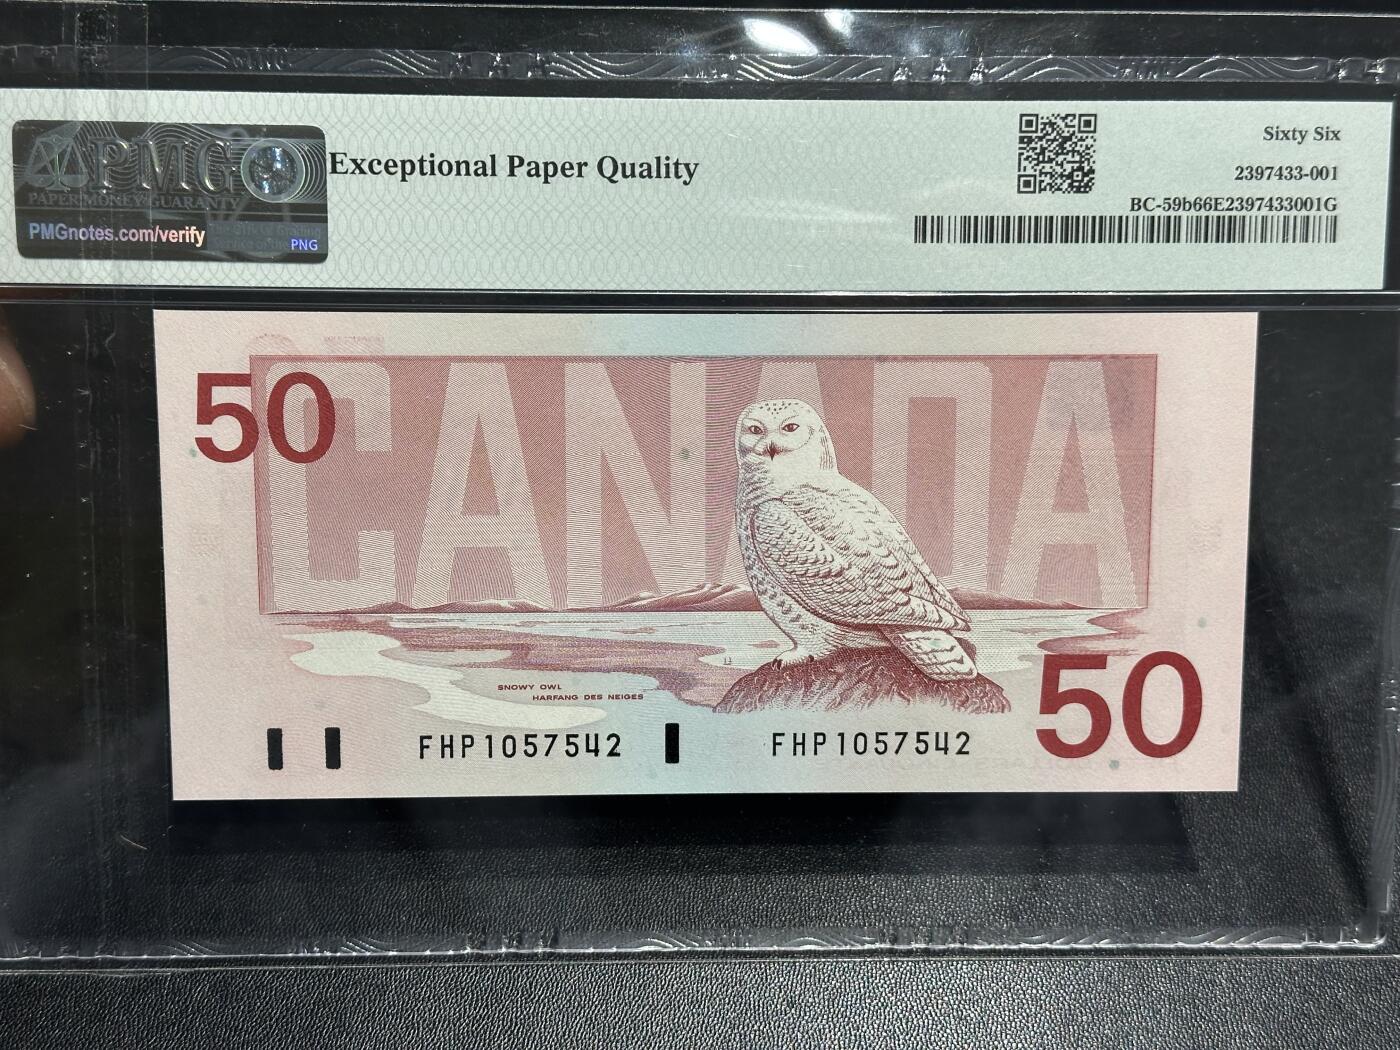 PMG
PAPER MONEY GUARANTY
PMGnotes.com/verify
PNG
Exceptional Paper Quality
Sixty Six
2397433-001
BC-59b66E2397433001G
50
CANADA
SNOWY OWL
HARFANG DES NEIGES
FHP1057542
FHP1057542
50